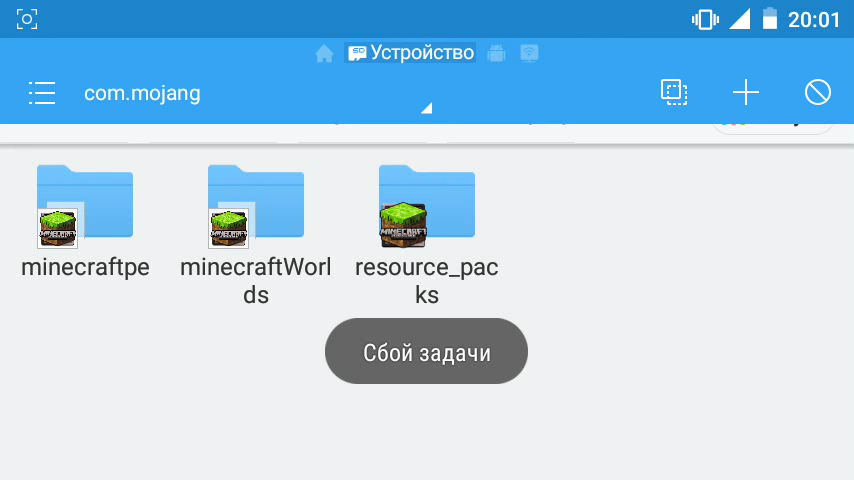 20:01
Устройство
com.mojang
minecraftpe
minecraftWorl
ds
resource_pac
ks
Сбой задачи